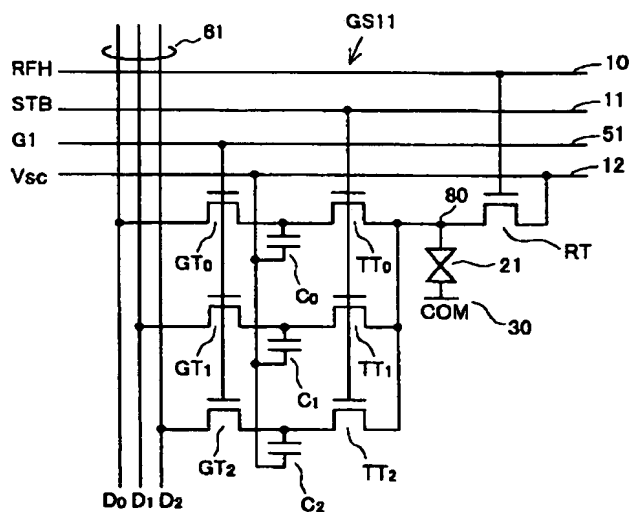 61
GS11
RFH 10
STB 11
G1 51
Vsc 12
80
GT0 TT0 RT
C0
21
COM 30
GT1 TT1
C1
GT2 TT2
C2
D0 D1 D2